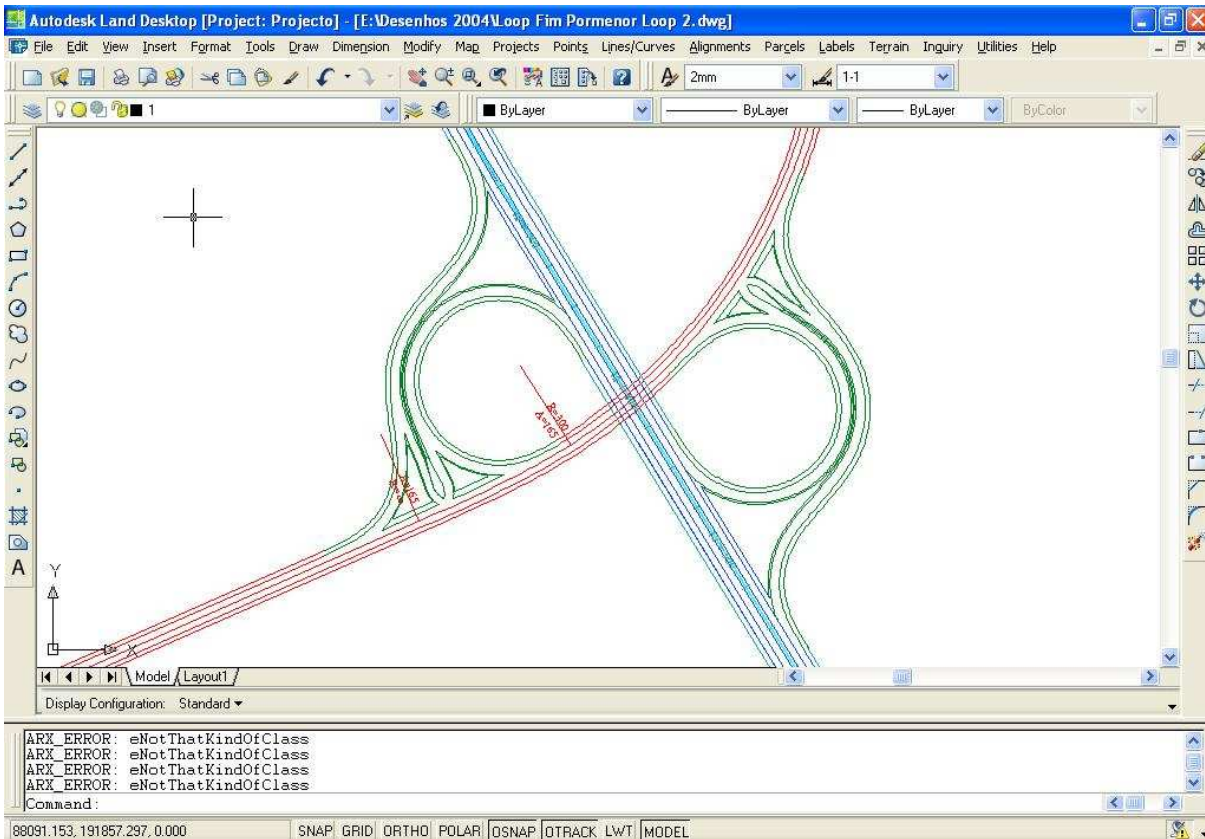 Autodesk Land Desktop [Project: Projecto] - [E:\Desenhos 2004\Loop Fim Pormenor Loop 2.dwg]
File Edit View Insert Format Tools Draw Dimension Modify Map Projects Points Lines/Curves Alignments Parcels Labels Terrain Inquiry Utilities Help
2mm 1-1
1 ByLayer ByLayer ByLayer ByColor
R=300
A=165
A=165
A
Y
X
Model Layout1
Display Configuration: Standard
ARX_ERROR: eNotThatKindOfClass
ARX_ERROR: eNotThatKindOfClass
ARX_ERROR: eNotThatKindOfClass
ARX_ERROR: eNotThatKindOfClass
Command:
88091.153, 191857.297, 0.000 SNAP GRID ORTHO POLAR OSNAP OTRACK LWT MODEL